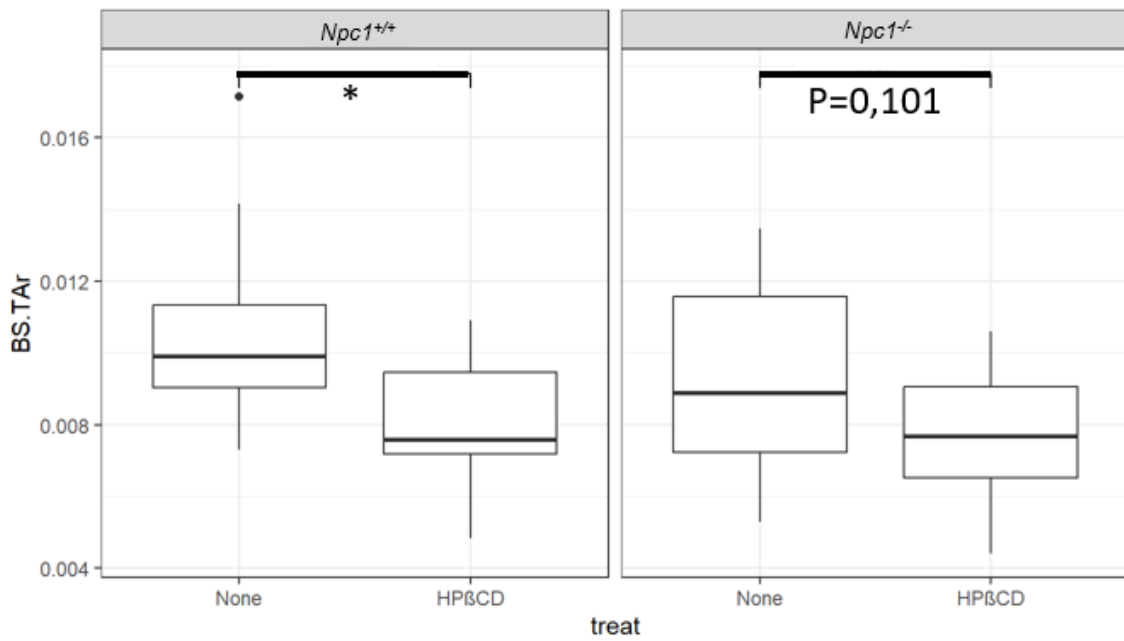 Npc1+/+
Npc1-/-
*
P=0,101
BS.TAr
0.016
0.012
0.008
0.004
None
HPßCD
None
HPßCD
treat